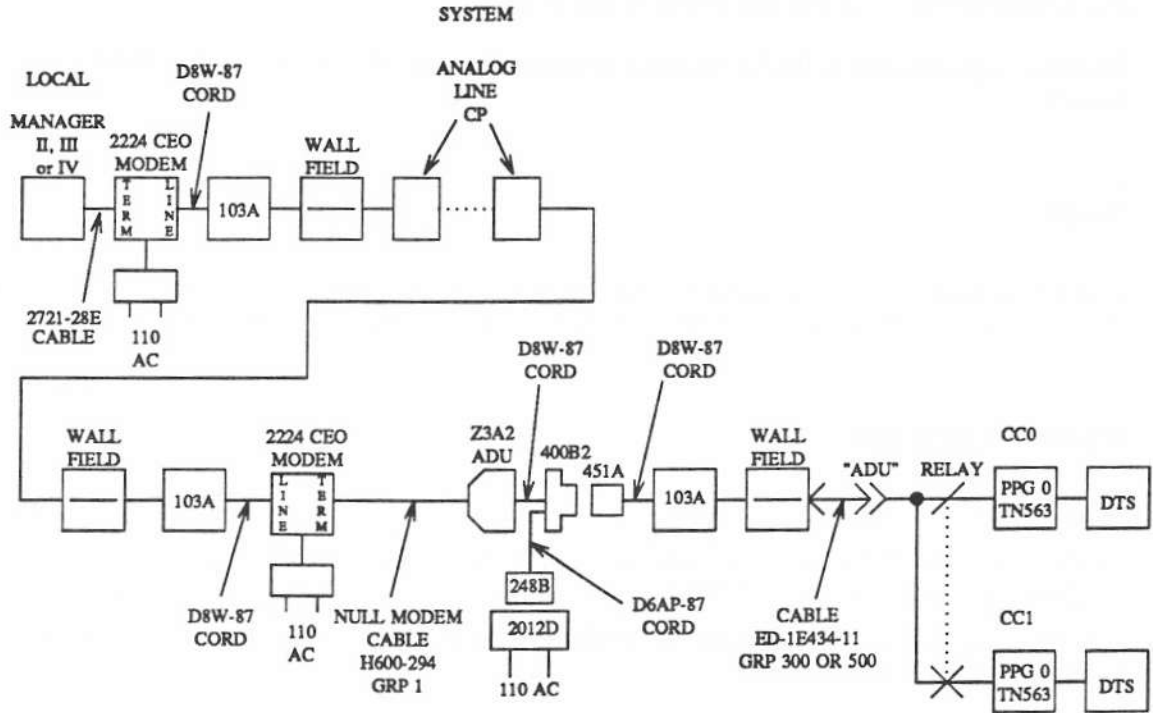 SYSTEM
LOCAL
D8W-87
CORD
ANALOG
LINE
CP
MANAGER
II, III
or IV
2224 CEO
MODEM
WALL
FIELD
TERM
LINE
103A
2721-28E
CABLE
110
AC
D8W-87
CORD
D8W-87
CORD
WALL
FIELD
2224 CEO
MODEM
Z3A2
ADU
400B2
451A
WALL
FIELD
"ADU"
RELAY
CC0
103A
LINE
TERM
103A
PPG 0
TN563
DTS
248B
D8W-87
CORD
110
AC
NULL MODEM
CABLE
H600-294
GRP 1
2012D
110 AC
D6AP-87
CORD
CABLE
ED-1E434-11
GRP 300 OR 500
CC1
PPG 0
TN563
DTS